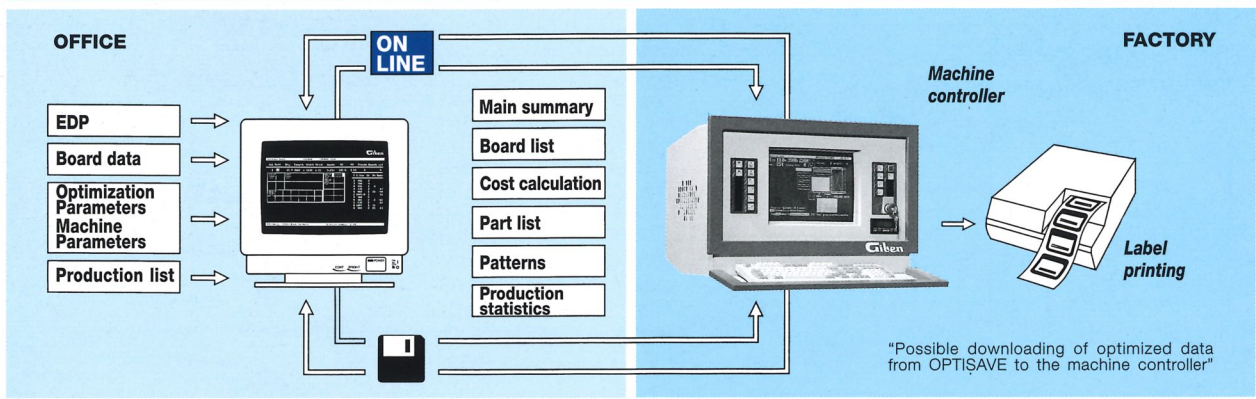 OFFICE
ON
LINE
FACTORY
EDP
Board data
Optimization
Parameters
Machine
Parameters
Production list
Giben
Main summary
Board list
Cost calculation
Part list
Patterns
Production
statistics
Machine
controller
Giben
Label
printing
"Possible downloading of optimized data
from OPTISAVE to the machine controller"